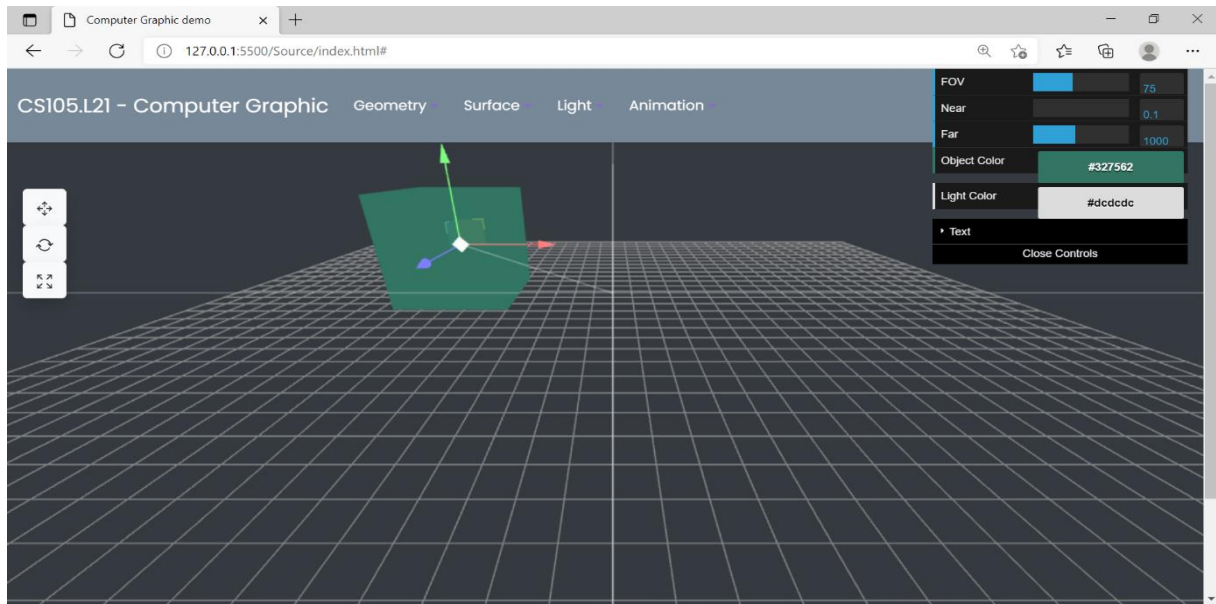 Computer Graphic demo
127.0.0.1:5500/Source/index.html#
CS105.L21 - Computer Graphic Geometry Surface Light Animation
FOV 75
Near 0.1
Far 1000
Object Color #327562
Light Color #dcdcdc
Text
Close Controls